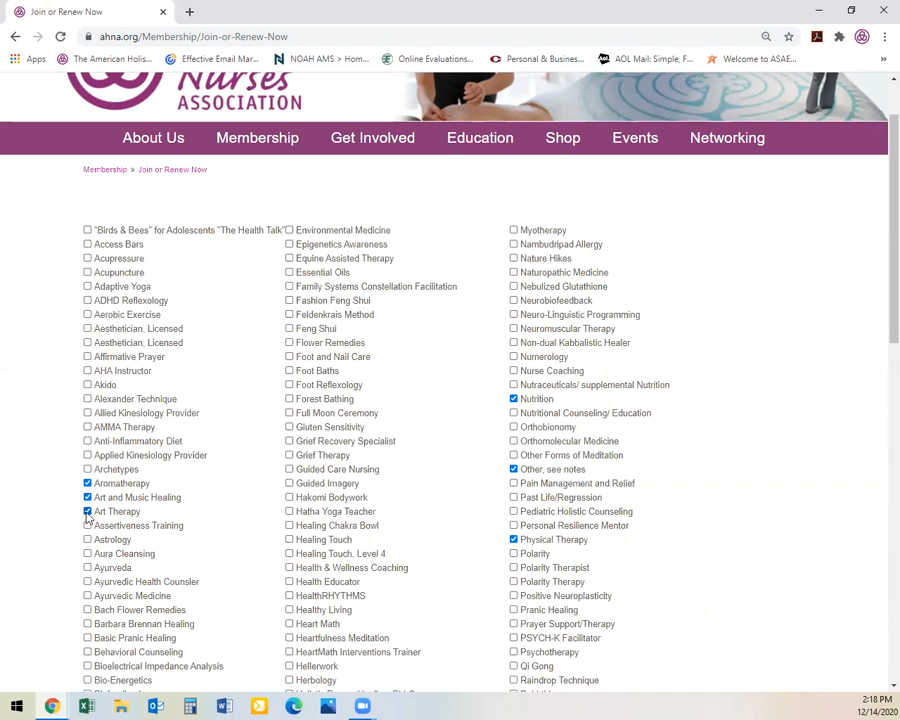 Join or Renew Now
ahna.org/Membership/Join-or-Renew-Now
Apps
The American Holis...
Effective Email Mar...
NOAH AMS > Hom...
Online Evaluations...
Personal & Business...
AOL Mail: Simple, F...
Welcome to ASAE...
Nurses
ASSOCIATION
About Us Membership Get Involved Education Shop Events Networking
Membership » Join or Renew Now
"Birds & Bees" for Adolescents "The Health Talk"
Access Bars
Acupressure
Acupuncture
Adaptive Yoga
ADHD Reflexology
Aerobic Exercise
Aesthetician, Licensed
Aesthetician, Licensed
Affirmative Prayer
AHA Instructor
Akido
Alexander Technique
Allied Kinesiology Provider
AMMA Therapy
Anti-Inflammatory Diet
Applied Kinesiology Provider
Archetypes
Aromatherapy
Art and Music Healing
Art Therapy
Assertiveness Training
Astrology
Aura Cleansing
Ayurveda
Ayurvedic Health Counsler
Ayurvedic Medicine
Bach Flower Remedies
Barbara Brennan Healing
Basic Pranic Healing
Behavioral Counseling
Bioelectrical Impedance Analysis
Bio-Energetics
Environmental Medicine
Epigenetics Awareness
Equine Assisted Therapy
Essential Oils
Family Systems Constellation Facilitation
Fashion Feng Shui
Feldenkrais Method
Feng Shui
Flower Remedies
Foot and Nail Care
Foot Baths
Foot Reflexology
Forest Bathing
Full Moon Ceremony
Gluten Sensitivity
Grief Recovery Specialist
Grief Therapy
Guided Care Nursing
Guided Imagery
Hakomi Bodywork
Hatha Yoga Teacher
Healing Chakra Bowl
Healing Touch
Healing Touch, Level 4
Health & Wellness Coaching
Health Educator
HealthRHYTHMS
Healthy Living
Heart Math
Heartfulness Meditation
HeartMath Interventions Trainer
Hellerwork
Herbology
Myotherapy
Nambudripad Allergy
Nature Hikes
Naturopathic Medicine
Nebulized Glutathione
Neurobiofeedback
Neuro-Linguistic Programming
Neuromuscular Therapy
Non-dual Kabbalistic Healer
Numerology
Nurse Coaching
Nutraceuticals/ supplemental Nutrition
Nutrition
Nutritional Counseling/ Education
Orthobionomy
Orthomolecular Medicine
Other Forms of Meditation
Other, see notes
Pain Management and Relief
Past Life/Regression
Pediatric Holistic Counseling
Personal Resilience Mentor
Physical Therapy
Polarity
Polarity Therapist
Polarity Therapy
Positive Neuroplasticity
Pranic Healing
Prayer Support/Therapy
PSYCH-K Facilitator
Psychotherapy
Qi Gong
Raindrop Technique
2:18 PM
12/14/2020